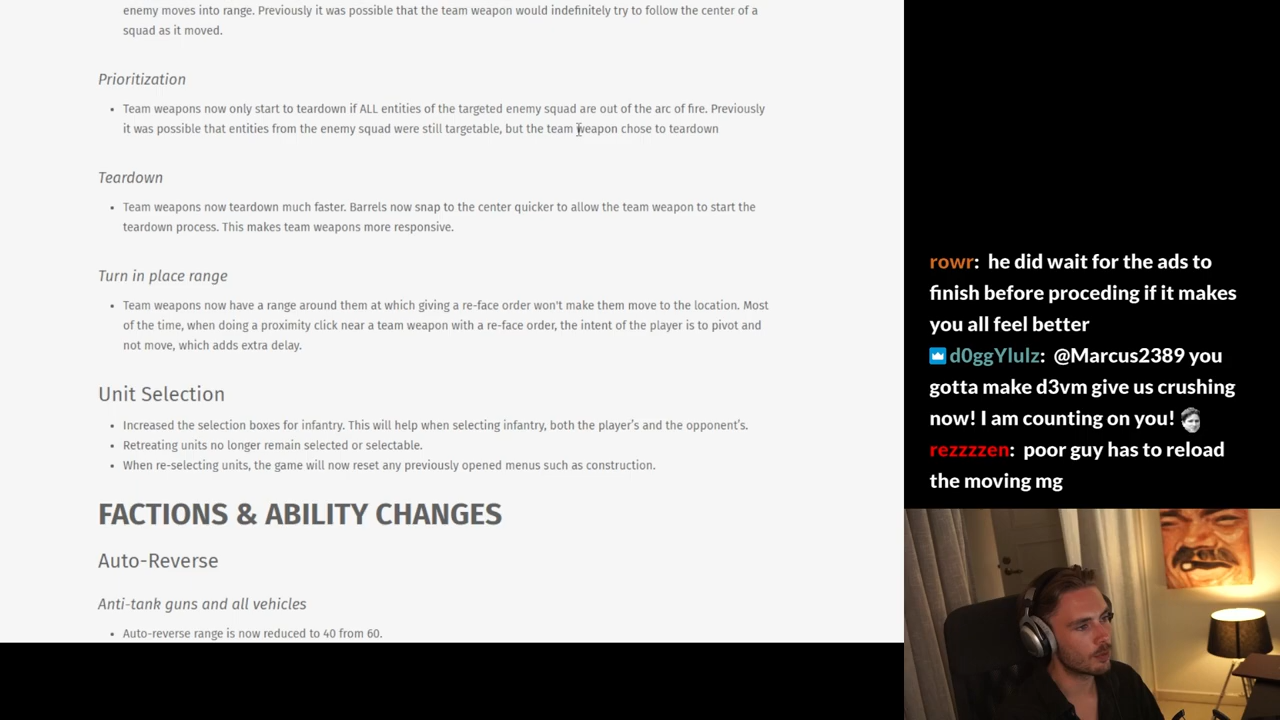 enemy moves into range. Previously it was possible that the team weapon would indefinitely try to follow the center of a
squad as it moved.
Prioritization
• Team weapons now only start to teardown if ALL entities of the targeted enemy squad are out of the arc of fire. Previously
it was possible that entities from the enemy squad were still targetable, but the team weapon chose to teardown
Teardown
• Team weapons now teardown much faster. Barrels now snap to the center quicker to allow the team weapon to start the
teardown process. This makes team weapons more responsive.
Turn in place range
• Team weapons now have a range around them at which giving a re-face order won't make them move to the location. Most
of the time, when doing a proximity click near a team weapon with a re-face order, the intent of the player is to pivot and
not move, which adds extra delay.
Unit Selection
• Increased the selection boxes for infantry. This will help when selecting infantry, both the player's and the opponent's.
• Retreating units no longer remain selected or selectable.
• When re-selecting units, the game will now reset any previously opened menus such as construction.
FACTIONS & ABILITY CHANGES
Auto-Reverse
Anti-tank guns and all vehicles
• Auto-reverse range is now reduced to 40 from 60.
rowr: he did wait for the ads to
finish before proceding if it makes
you all feel better
d0ggYlulz: @Marcus2389 you
gotta make d3vm give us crushing
now! I am counting on you!
rezzzzen: poor guy has to reload
the moving mg